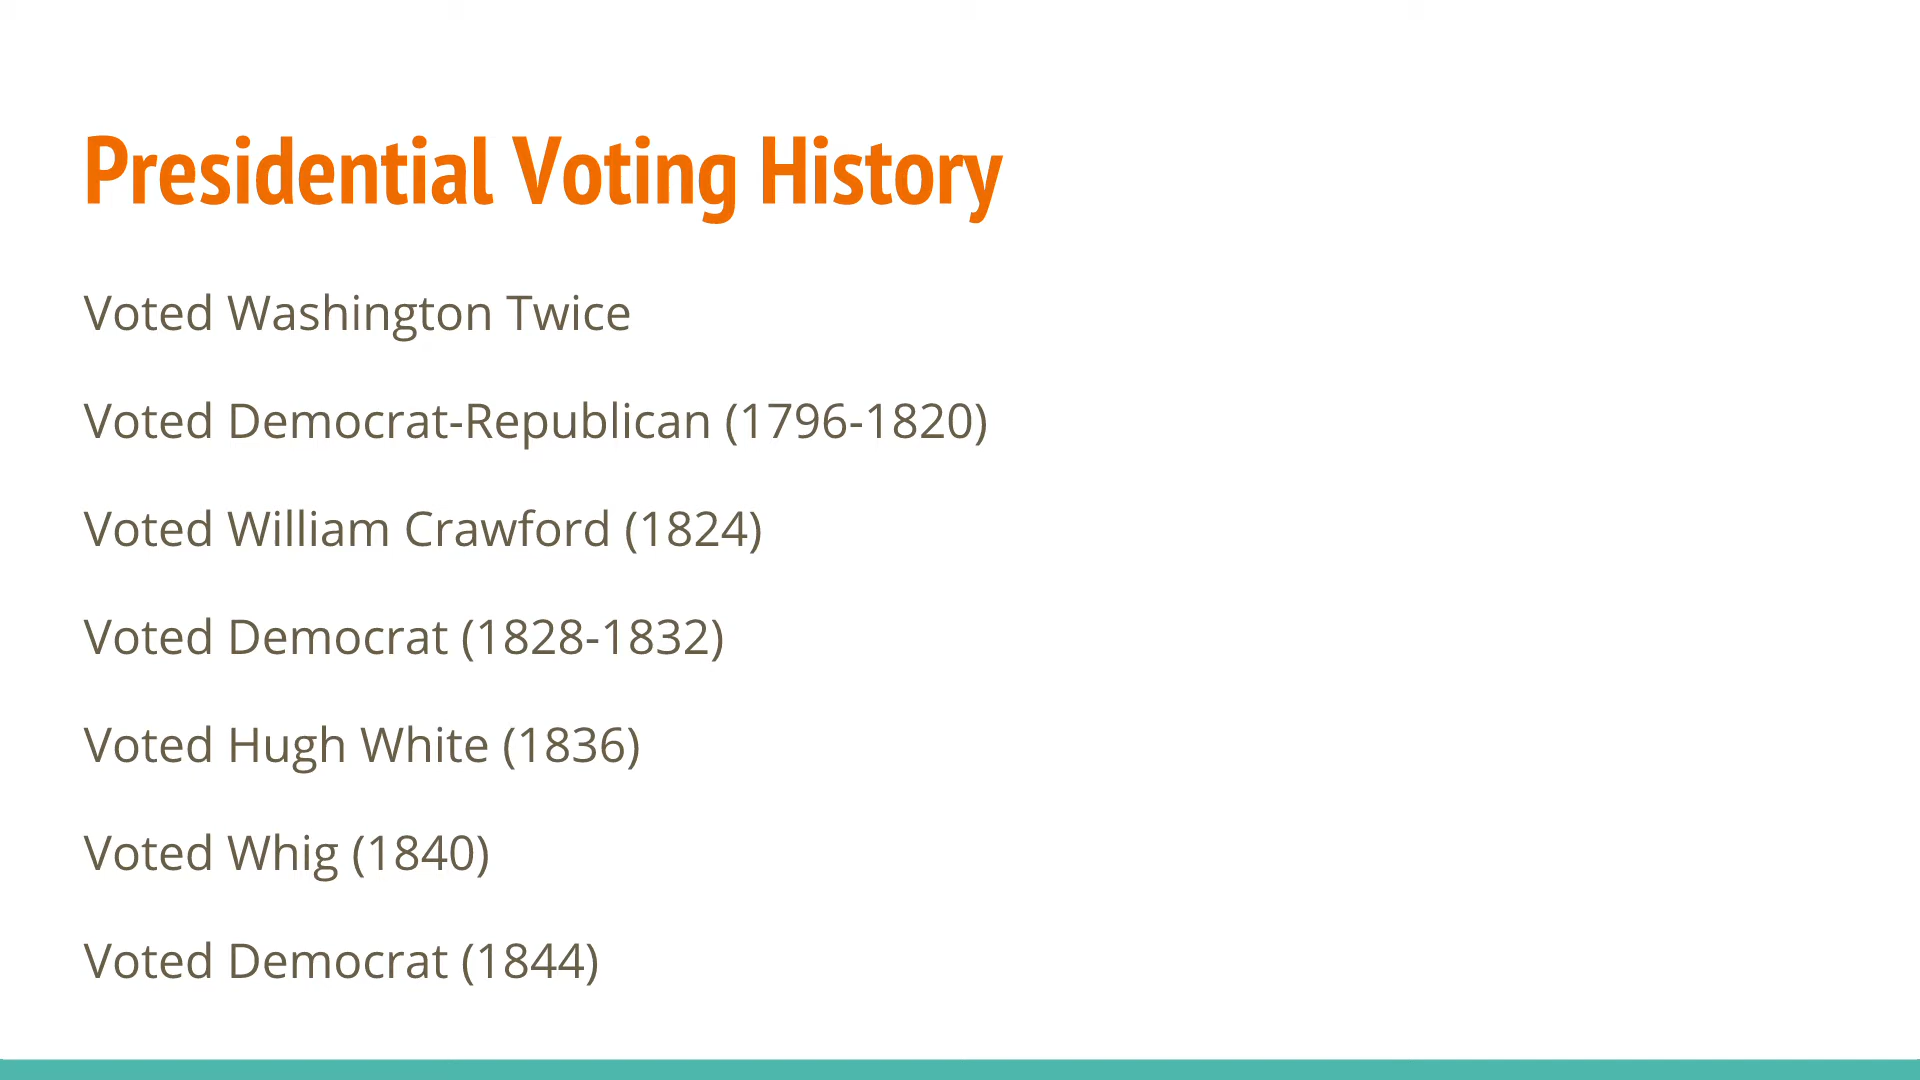 Presidential Voting History
Voted Washington Twice
Voted Democrat-Republican (1796-1820)
Voted William Crawford (1824)
Voted Democrat (1828-1832)
Voted Hugh White (1836)
Voted Whig (1840)
Voted Democrat (1844)